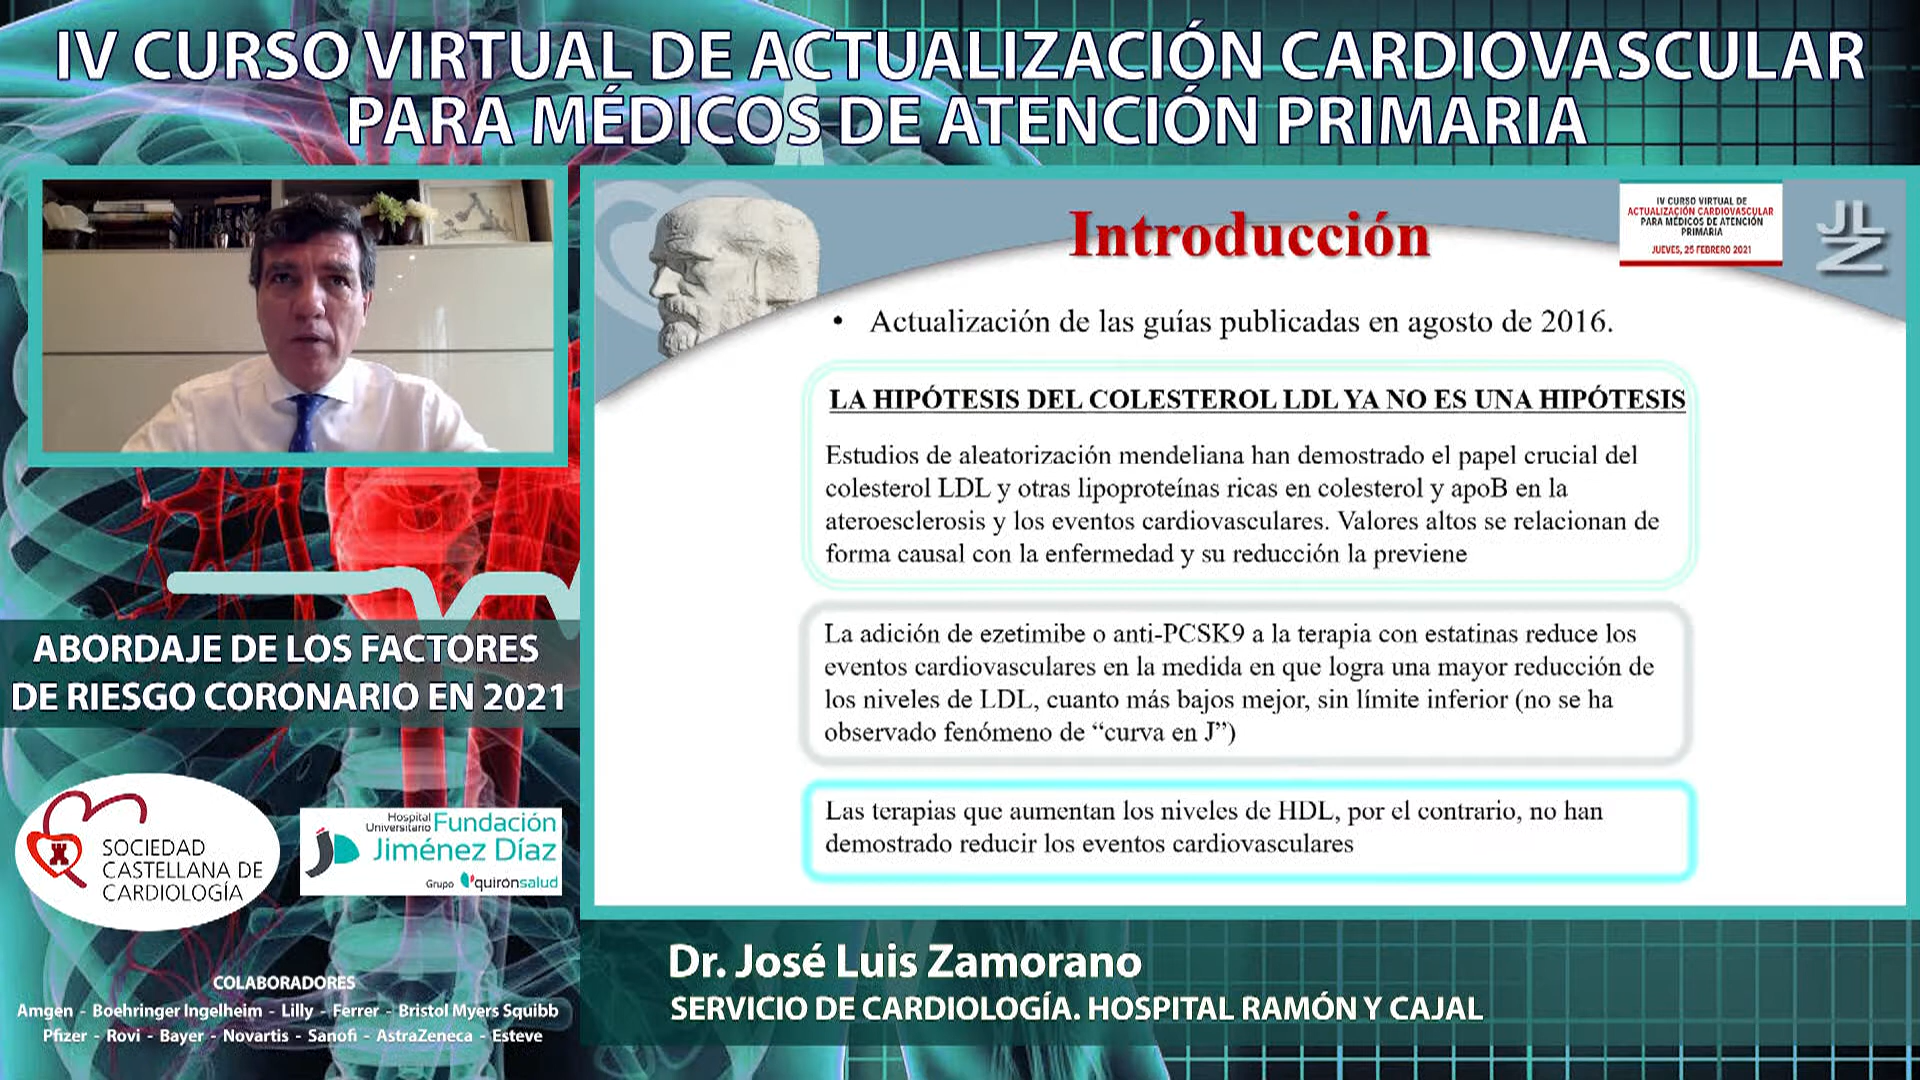 IV CURSO VIRTUAL DE ACTUALIZACIÓN CARDIOVASCULAR
PARA MÉDICOS DE ATENCIÓN PRIMARIA
Introducción
IV CURSO VIRTUAL DE
ACTUALIZACIÓN CARDIOVASCULAR
PARA MÉDICOS DE ATENCIÓN
PRIMARIA
JUEVES, 25 FEBRERO 2021
JLZ
• Actualización de las guías publicadas en agosto de 2016.
LA HIPÓTESIS DEL COLESTEROL LDL YA NO ES UNA HIPÓTESIS
Estudios de aleatorización mendeliana han demostrado el papel crucial del
colesterol LDL y otras lipoproteínas ricas en colesterol y apoB en la
ateroesclerosis y los eventos cardiovasculares. Valores altos se relacionan de
forma causal con la enfermedad y su reducción la previene
La adición de ezetimibe o anti-PCSK9 a la terapia con estatinas reduce los
eventos cardiovasculares en la medida en que logra una mayor reducción de
los niveles de LDL, cuanto más bajos mejor, sin límite inferior (no se ha
observado fenómeno de “curva en J”)
Las terapias que aumentan los niveles de HDL, por el contrario, no han
demostrado reducir los eventos cardiovasculares
ABORDAJE DE LOS FACTORES
DE RIESGO CORONARIO EN 2021
SOCIEDAD
CASTELLANA DE
CARDIOLOGÍA
Hospital
Universitario Fundación
Jiménez Díaz
Grupo quirónsalud
COLABORADORES
Amgen - Boehringer Ingelheim - Lilly - Ferrer - Bristol Myers Squibb
Pfizer - Rovi - Bayer - Novartis - Sanofi - AstraZeneca - Esteve
Dr. José Luis Zamorano
SERVICIO DE CARDIOLOGÍA. HOSPITAL RAMÓN Y CAJAL